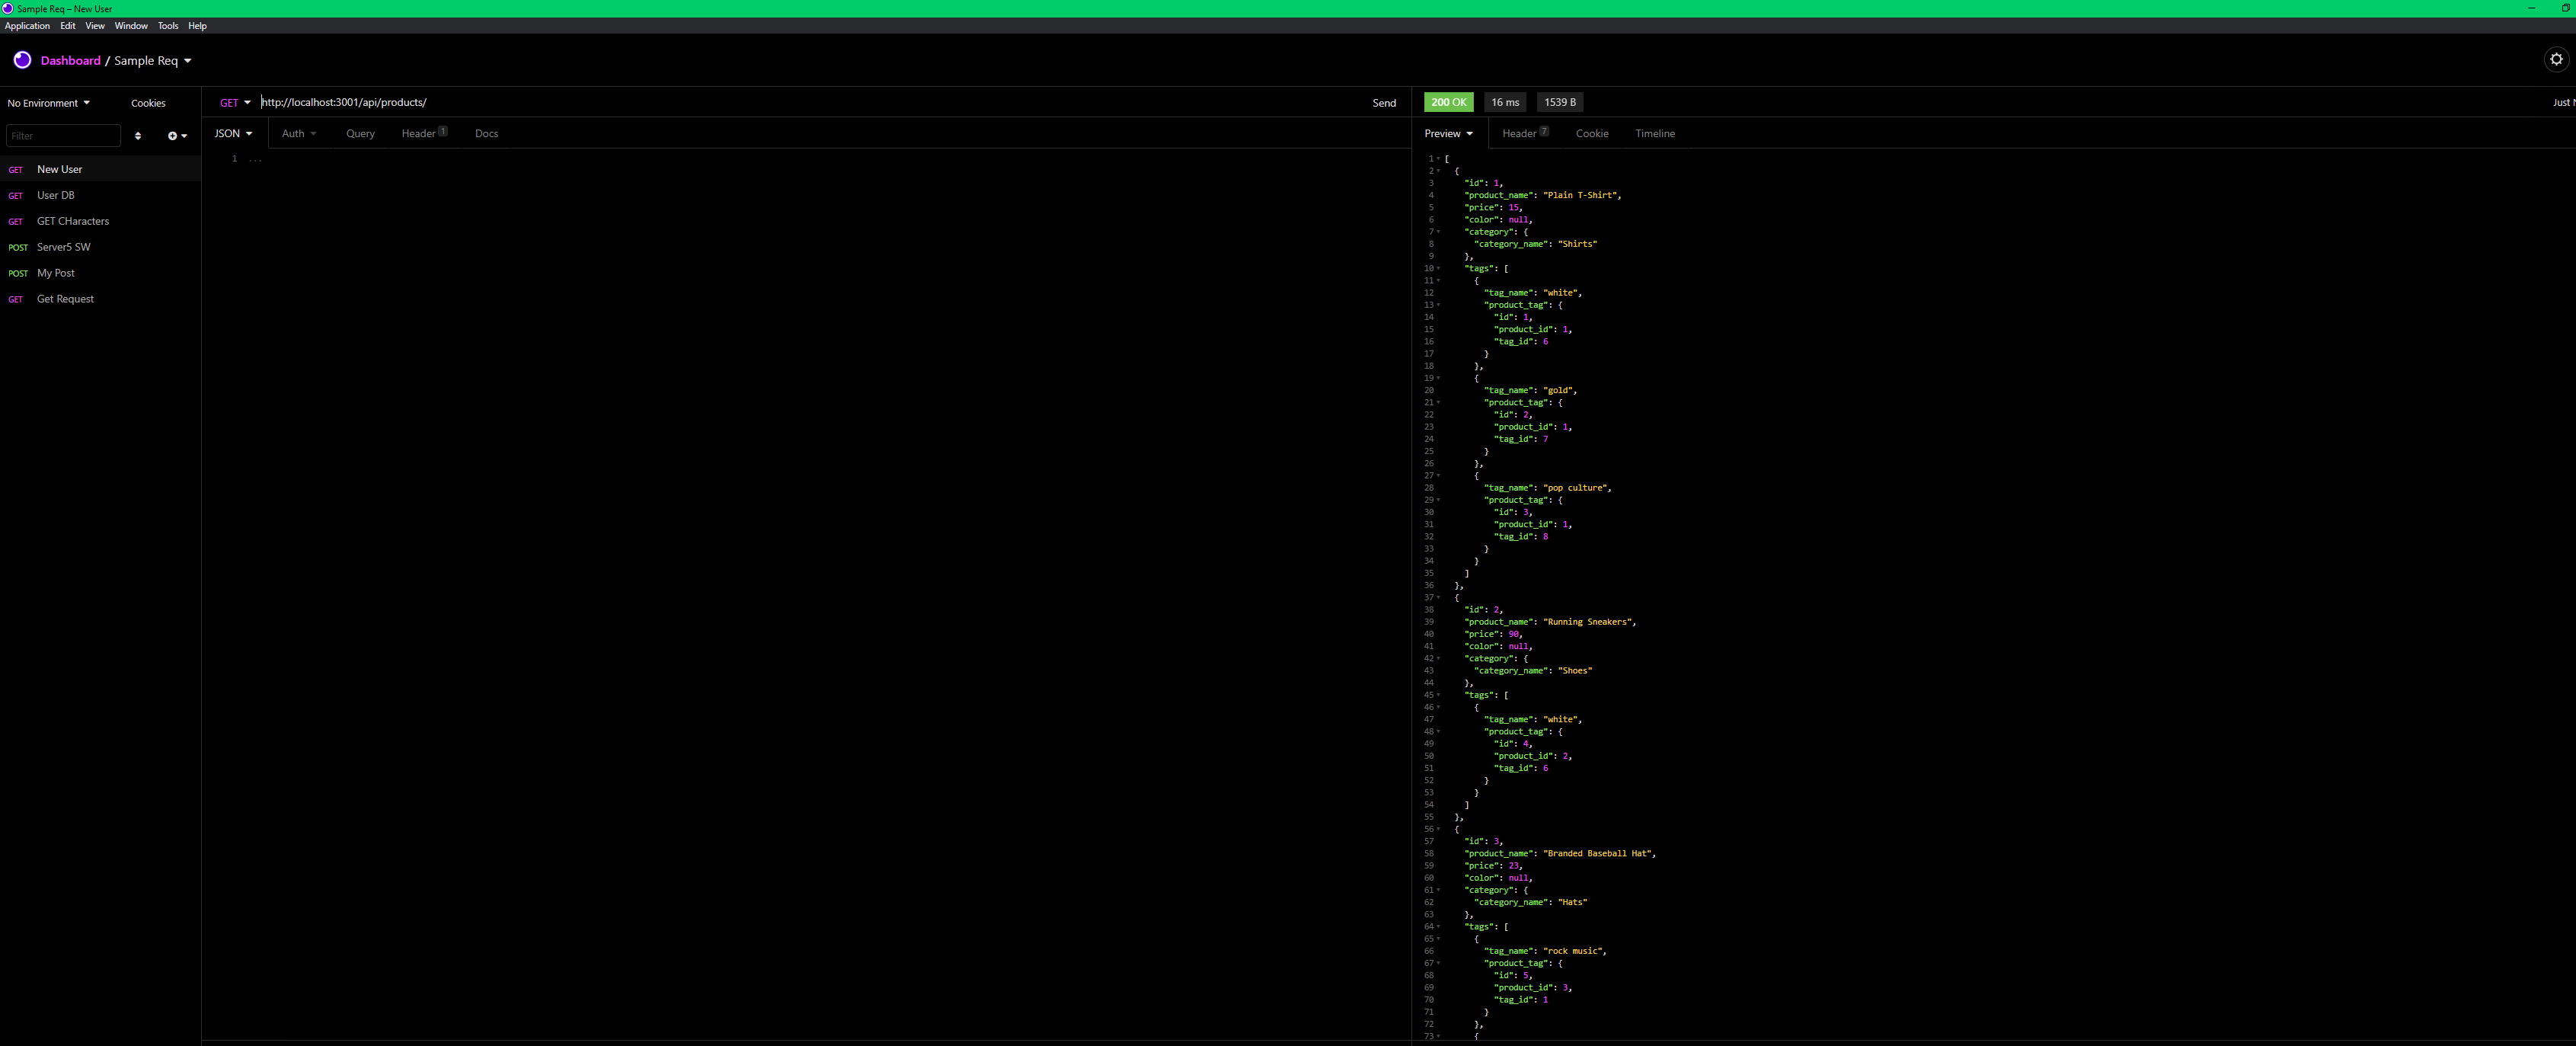 Sample Req – New User
Application Edit View Window Tools Help
Dashboard / Sample Req
No Environment Cookies
Filter
GET New User
GET User DB
GET GET CHaracters
POST Server5 SW
POST My Post
GET Get Request
GET http://localhost:3001/api/products/ Send
JSON Auth Query Header 1 Docs
1 ...
200 OK 16 ms 1539 B Just
Preview Header 7 Cookie Timeline
1 [
2 {
3 "id": 1,
4 "product_name": "Plain T-Shirt",
5 "price": 15,
6 "color": null,
7 "category": {
8 "category_name": "Shirts"
9 },
10 "tags": [
11 {
12 "tag_name": "white",
13 "product_tag": {
14 "id": 1,
15 "product_id": 1,
16 "tag_id": 6
17 }
18 },
19 {
20 "tag_name": "gold",
21 "product_tag": {
22 "id": 2,
23 "product_id": 1,
24 "tag_id": 7
25 }
26 },
27 {
28 "tag_name": "pop culture",
29 "product_tag": {
30 "id": 3,
31 "product_id": 1,
32 "tag_id": 8
33 }
34 }
35 ]
36 },
37 {
38 "id": 2,
39 "product_name": "Running Sneakers",
40 "price": 90,
41 "color": null,
42 "category": {
43 "category_name": "Shoes"
44 },
45 "tags": [
46 {
47 "tag_name": "white",
48 "product_tag": {
49 "id": 4,
50 "product_id": 2,
51 "tag_id": 6
52 }
53 }
54 ]
55 },
56 {
57 "id": 3,
58 "product_name": "Branded Baseball Hat",
59 "price": 23,
60 "color": null,
61 "category": {
62 "category_name": "Hats"
63 },
64 "tags": [
65 {
66 "tag_name": "rock music",
67 "product_tag": {
68 "id": 5,
69 "product_id": 3,
70 "tag_id": 1
71 }
72 },
73 {